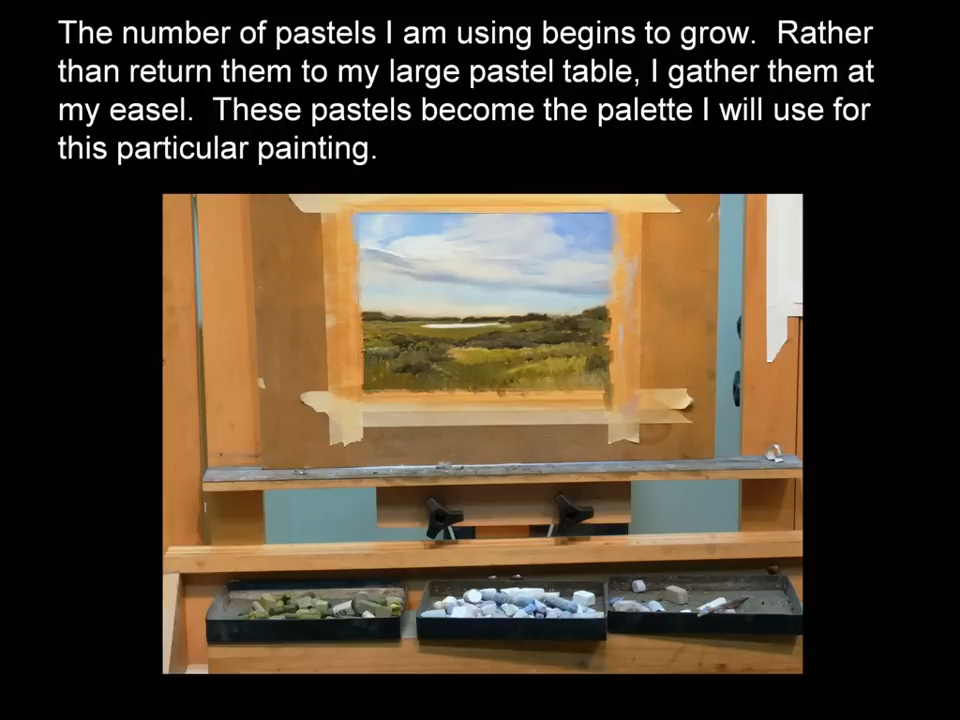 The number of pastels I am using begins to grow.  Rather
than return them to my large pastel table, I gather them at
my easel.  These pastels become the palette I will use for
this particular painting.